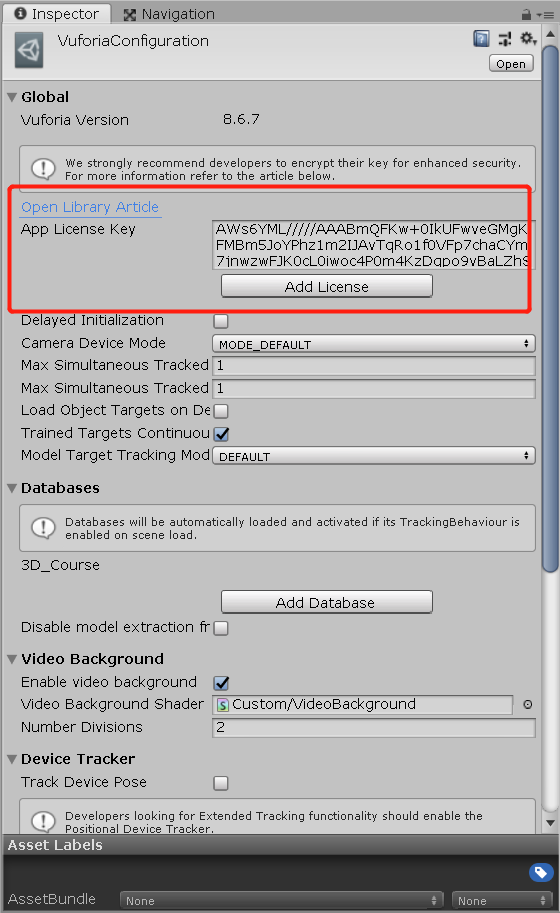 Inspector Navigation
VuforiaConfiguration
Open
Global
Vuforia Version 8.6.7
We strongly recommend developers to encrypt their key for enhanced security.
For more information refer to the article below.
Open Library Article
App License Key AWs6YML/////AAABmQFKw+0IkUFwveGMgK
FMBm5JoYPhz1m2IJAvTqRo1f0VFp7chaCYm
7jnwzwFJK0cL0iwoc4P0m4KzDqpo9vBaLZhS
Add License
Delayed Initialization
Camera Device Mode MODE_DEFAULT
Max Simultaneous Tracked 1
Max Simultaneous Tracked 1
Load Object Targets on De
Trained Targets Continuou
Model Target Tracking Mod DEFAULT
Databases
Databases will be automatically loaded and activated if its TrackingBehaviour is
enabled on scene load.
3D_Course
Add Database
Disable model extraction fr
Video Background
Enable video background
Video Background Shader Custom/VideoBackground
Number Divisions 2
Device Tracker
Track Device Pose
Developers looking for Extended Tracking functionality should enable the
Positional Device Tracker.
Asset Labels
AssetBundle None None